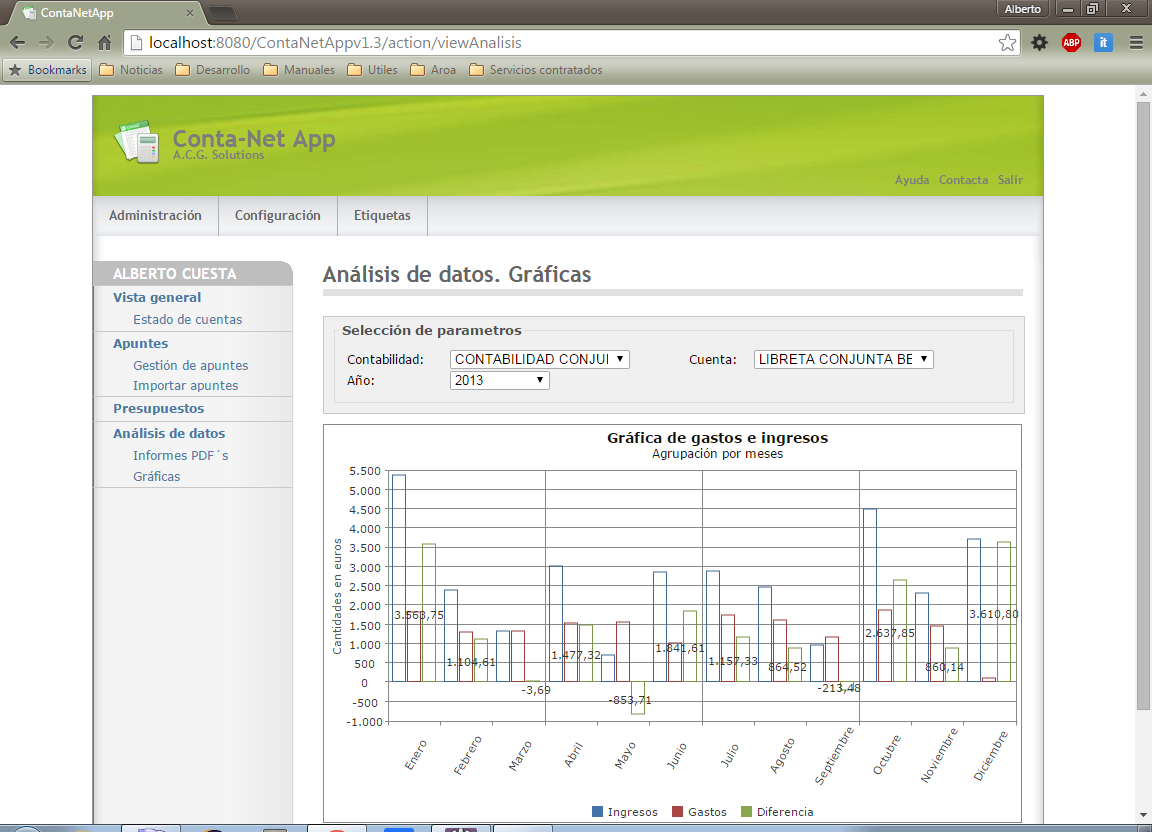 ContaNetApp
Alberto
localhost:8080/ContaNetAppv1.3/action/viewAnalisis
ABP
it
Bookmarks Noticias Desarrollo Manuales Utiles Aroa Servicios contratados
Conta-Net App
A.C.G. Solutions
Ayuda Contacta Salir
Administración Configuración Etiquetas
ALBERTO CUESTA
Vista general
Estado de cuentas
Apuntes
Gestión de apuntes
Importar apuntes
Presupuestos
Análisis de datos
Informes PDF´s
Gráficas
Análisis de datos. Gráficas
Selección de parametros
Contabilidad: CONTABILIDAD CONJUI Cuenta: LIBRETA CONJUNTA BE
Año: 2013
Gráfica de gastos e ingresos
Agrupación por meses
Cantidades en euros
5.500
5.000
4.500
4.000
3.500
3.000
2.500
2.000
1.500
1.000
500
0
-500
-1.000
3.563,75
1.104,61
-3,69
1.477,32
-853,71
1.841,61
1.157,33
864,52
-213,48
2.637,85
860,14
3.610,80
Enero
Febrero
Marzo
Abril
Mayo
Junio
Julio
Agosto
Septiembre
Octubre
Noviembre
Diciembre
Ingresos Gastos Diferencia